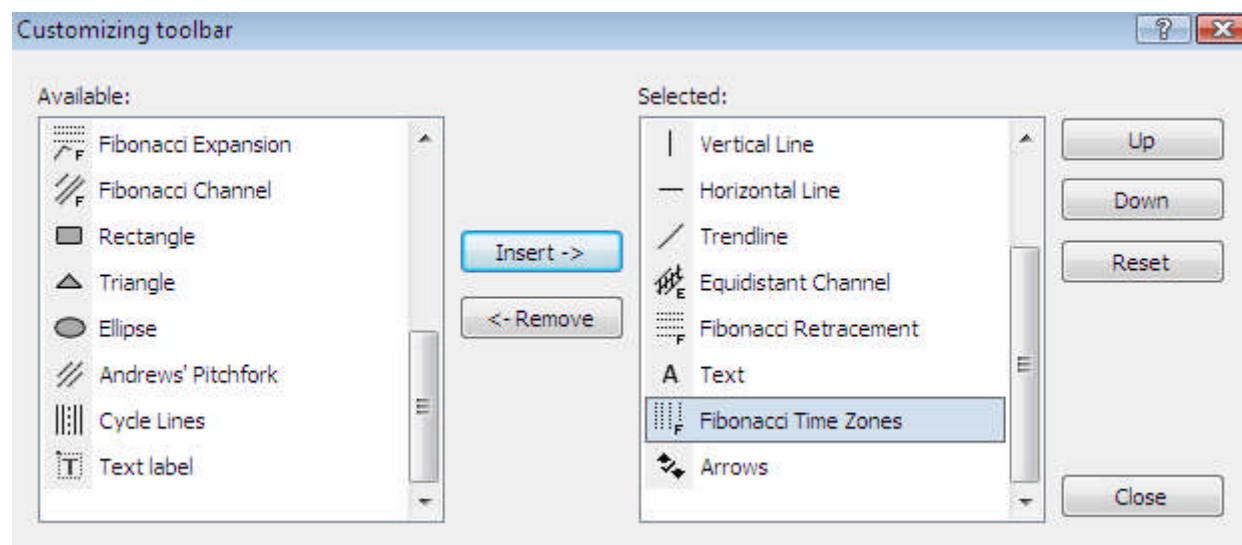 Customizing toolbar
?
Available:
Fibonacci Expansion
Fibonacci Channel
Rectangle
Triangle
Ellipse
Andrews' Pitchfork
Cycle Lines
Text label
Insert ->
<- Remove
Selected:
Vertical Line
Horizontal Line
Trendline
Equidistant Channel
Fibonacci Retracement
A Text
Fibonacci Time Zones
Arrows
Up
Down
Reset
Close